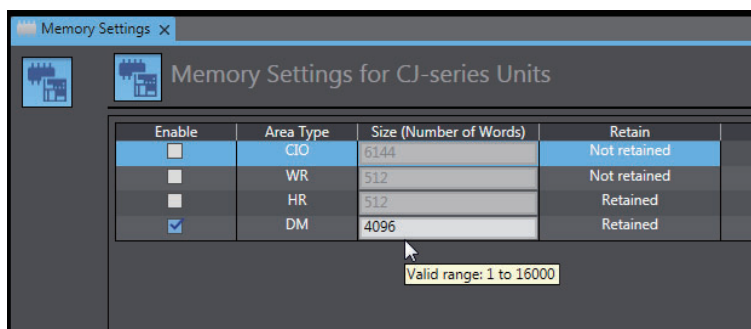 Memory Settings x
Memory Settings for CJ-series Units
Enable Area Type Size (Number of Words) Retain
CIO 6144 Not retained
WR 512 Not retained
HR 512 Retained
DM 4096 Retained
Valid range: 1 to 16000